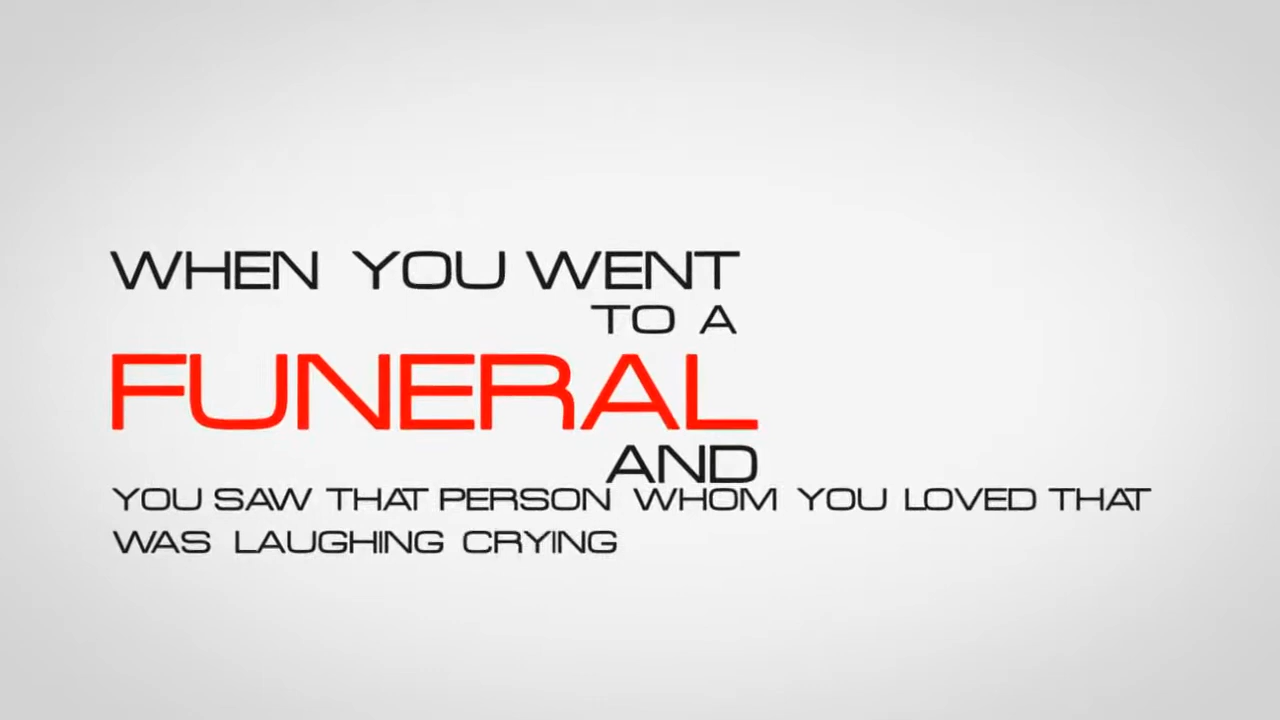 WHEN YOU WENT
TO A
FUNERAL
AND
YOU SAW THAT PERSON WHOM YOU LOVED THAT
WAS LAUGHING CRYING